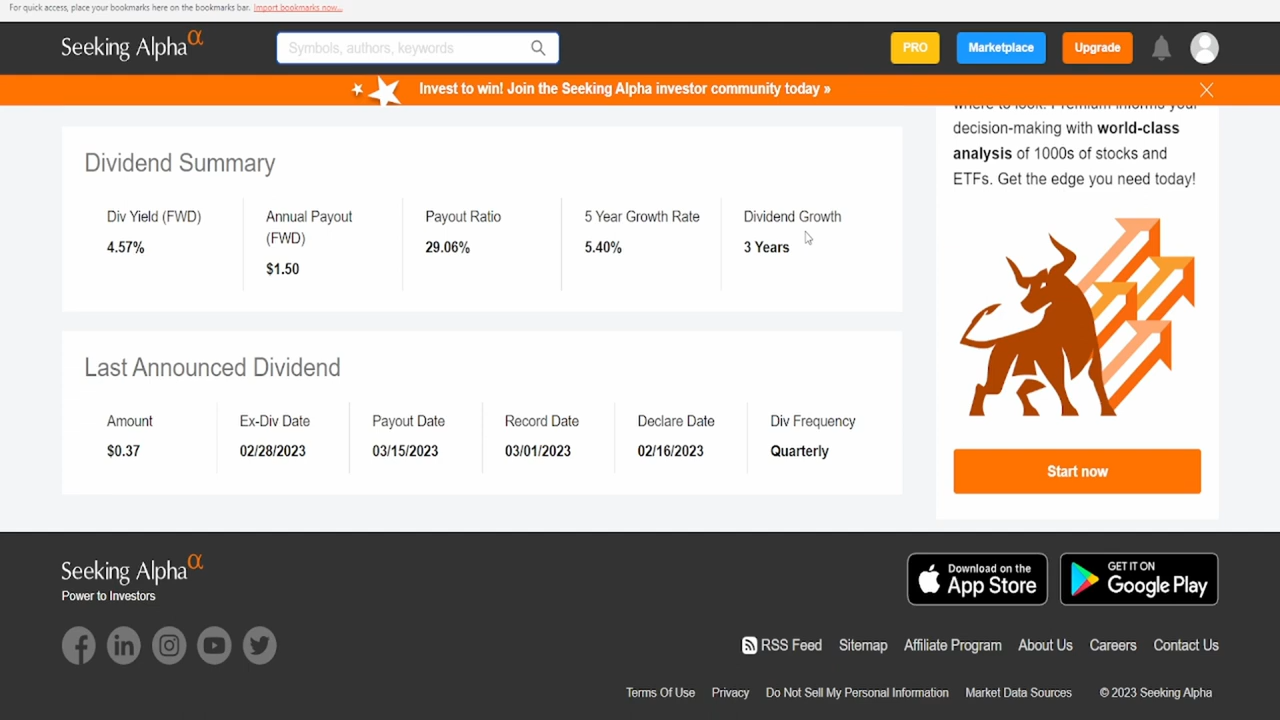 For quick access, place your bookmarks here on the bookmarks bar. Import bookmarks now...
Seeking Alpha α
Symbols, authors, keywords
PRO
Marketplace
Upgrade
Invest to win! Join the Seeking Alpha investor community today »
where to look. Premium informs your
decision-making with world-class
analysis of 1000s of stocks and
ETFs. Get the edge you need today!
Start now
Dividend Summary
Div Yield (FWD)
4.57%
Annual Payout
(FWD)
$1.50
Payout Ratio
29.06%
5 Year Growth Rate
5.40%
Dividend Growth
3 Years
Last Announced Dividend
Amount
$0.37
Ex-Div Date
02/28/2023
Payout Date
03/15/2023
Record Date
03/01/2023
Declare Date
02/16/2023
Div Frequency
Quarterly
Seeking Alpha α
Power to Investors
Download on the
App Store
GET IT ON
Google Play
RSS Feed Sitemap Affiliate Program About Us Careers Contact Us
Terms Of Use Privacy Do Not Sell My Personal Information Market Data Sources © 2023 Seeking Alpha